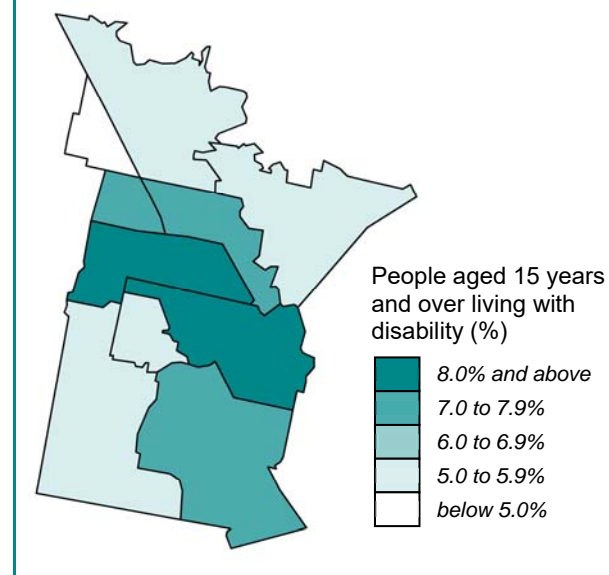 People aged 15 years
and over living with
disability (%)
8.0% and above
7.0 to 7.9%
6.0 to 6.9%
5.0 to 5.9%
below 5.0%